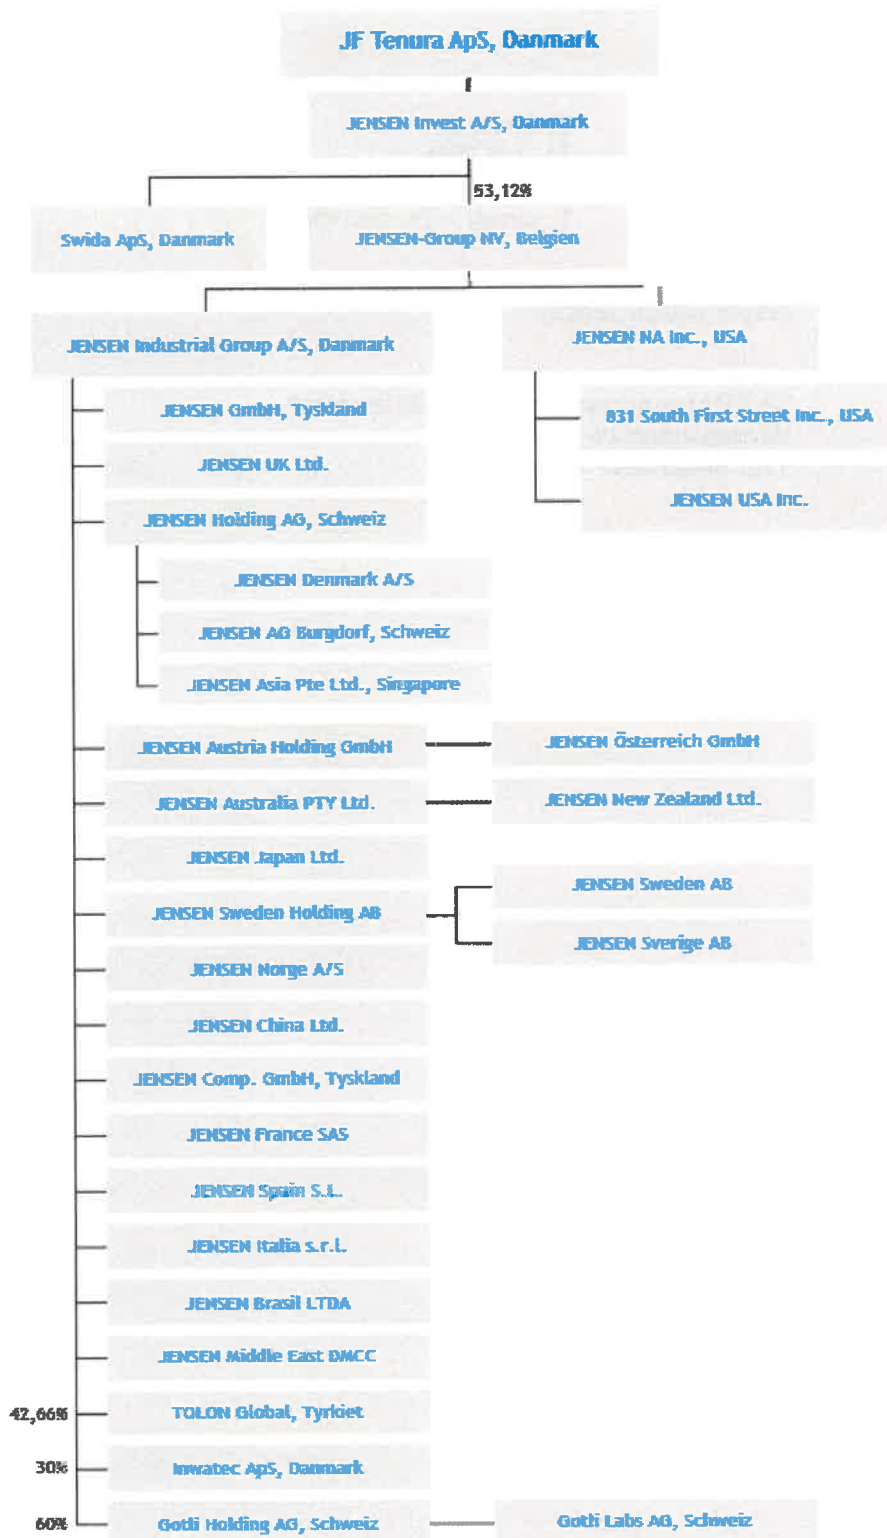 JF Tenura ApS, Danmark
JENSEN Invest A/S, Danmark
53,12%
Swida ApS, Danmark
JENSEN-Group NV, Belgien
JENSEN Industrial Group A/S, Danmark
JENSEN NA Inc., USA
JENSEN GmbH, Tyskland
831 South First Street Inc., USA
JENSEN UK Ltd.
JENSEN USA Inc.
JENSEN Holding AG, Schweiz
JENSEN Denmark A/S
JENSEN AG Burgdorf, Schweiz
JENSEN Asia Pte Ltd., Singapore
JENSEN Austria Holding GmbH
JENSEN Österreich GmbH
JENSEN Australia PTY Ltd.
JENSEN New Zealand Ltd.
JENSEN Japan Ltd.
JENSEN Sweden Holding AB
JENSEN Sweden AB
JENSEN Sverige AB
JENSEN Norge A/S
JENSEN China Ltd.
JENSEN Comp. GmbH, Tyskland
JENSEN France SAS
JENSEN Spain S.L.
JENSEN Italia s.r.l.
JENSEN Brasil LTDA
JENSEN Middle East DMCC
42,66%
TOLON Global, Tyrkiet
30%
Inwatec ApS, Danmark
60%
Gotli Holding AG, Schweiz
Gotli Labs AG, Schweiz